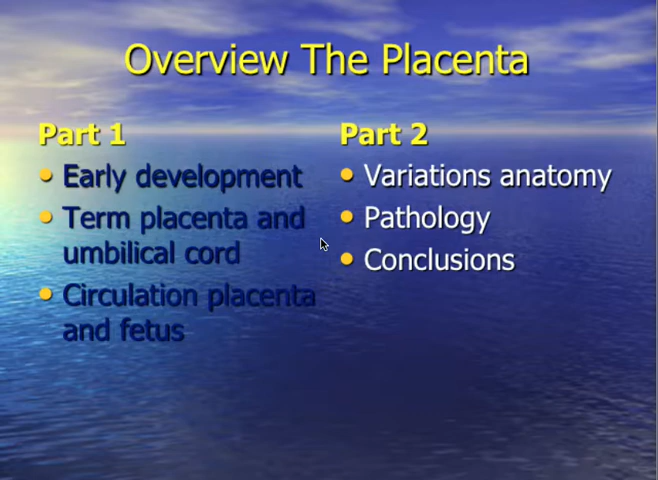 Overview The Placenta
Part 1
Early development
Term placenta and
umbilical cord
Circulation placenta
and fetus
Part 2
Variations anatomy
Pathology
Conclusions